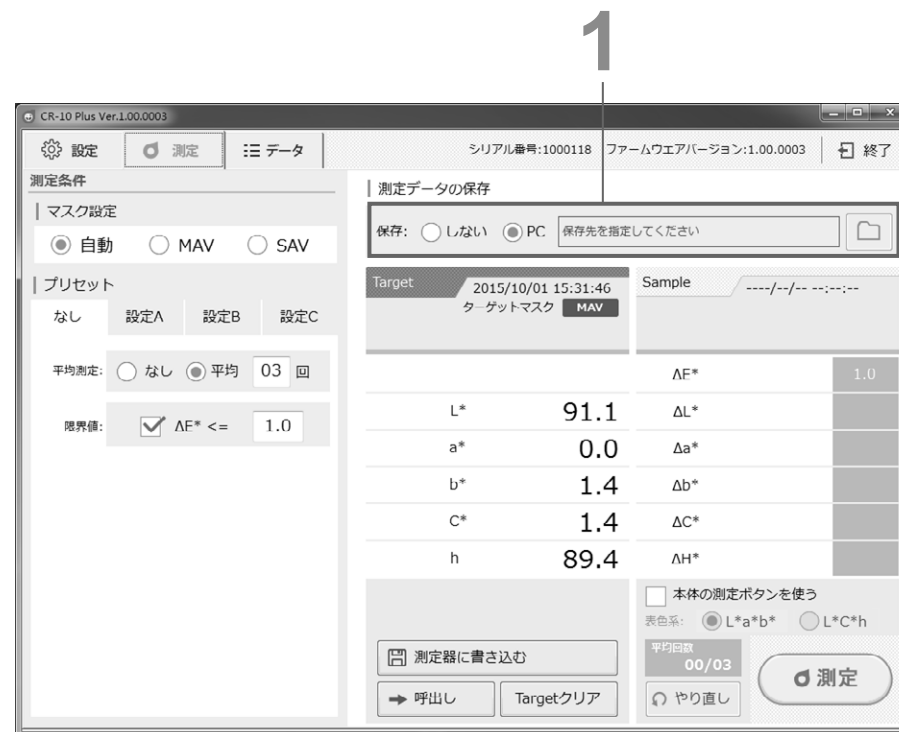 1
CR-10 Plus Ver.1.00.0003
設定 測定 データ シリアル番号:1000118 ファームウエアバージョン:1.00.0003 終了
測定条件
マスク設定
自動 MAV SAV
プリセット
なし 設定A 設定B 設定C
平均測定: なし 平均 03 回
限界値: ΔE* <= 1.0
測定データの保存
保存: しない PC 保存先を指定してください
Target 2015/10/01 15:31:46
ターゲットマスク MAV
L* 91.1
a* 0.0
b* 1.4
C* 1.4
h 89.4
測定器に書き込む
呼出し Targetクリア
Sample ----/--/-- --:--:--
ΔE* 1.0
ΔL*
Δa*
Δb*
ΔC*
ΔH*
本体の測定ボタンを使う
表色系: L*a*b* L*C*h
平均回数
00/03
やり直し
測定